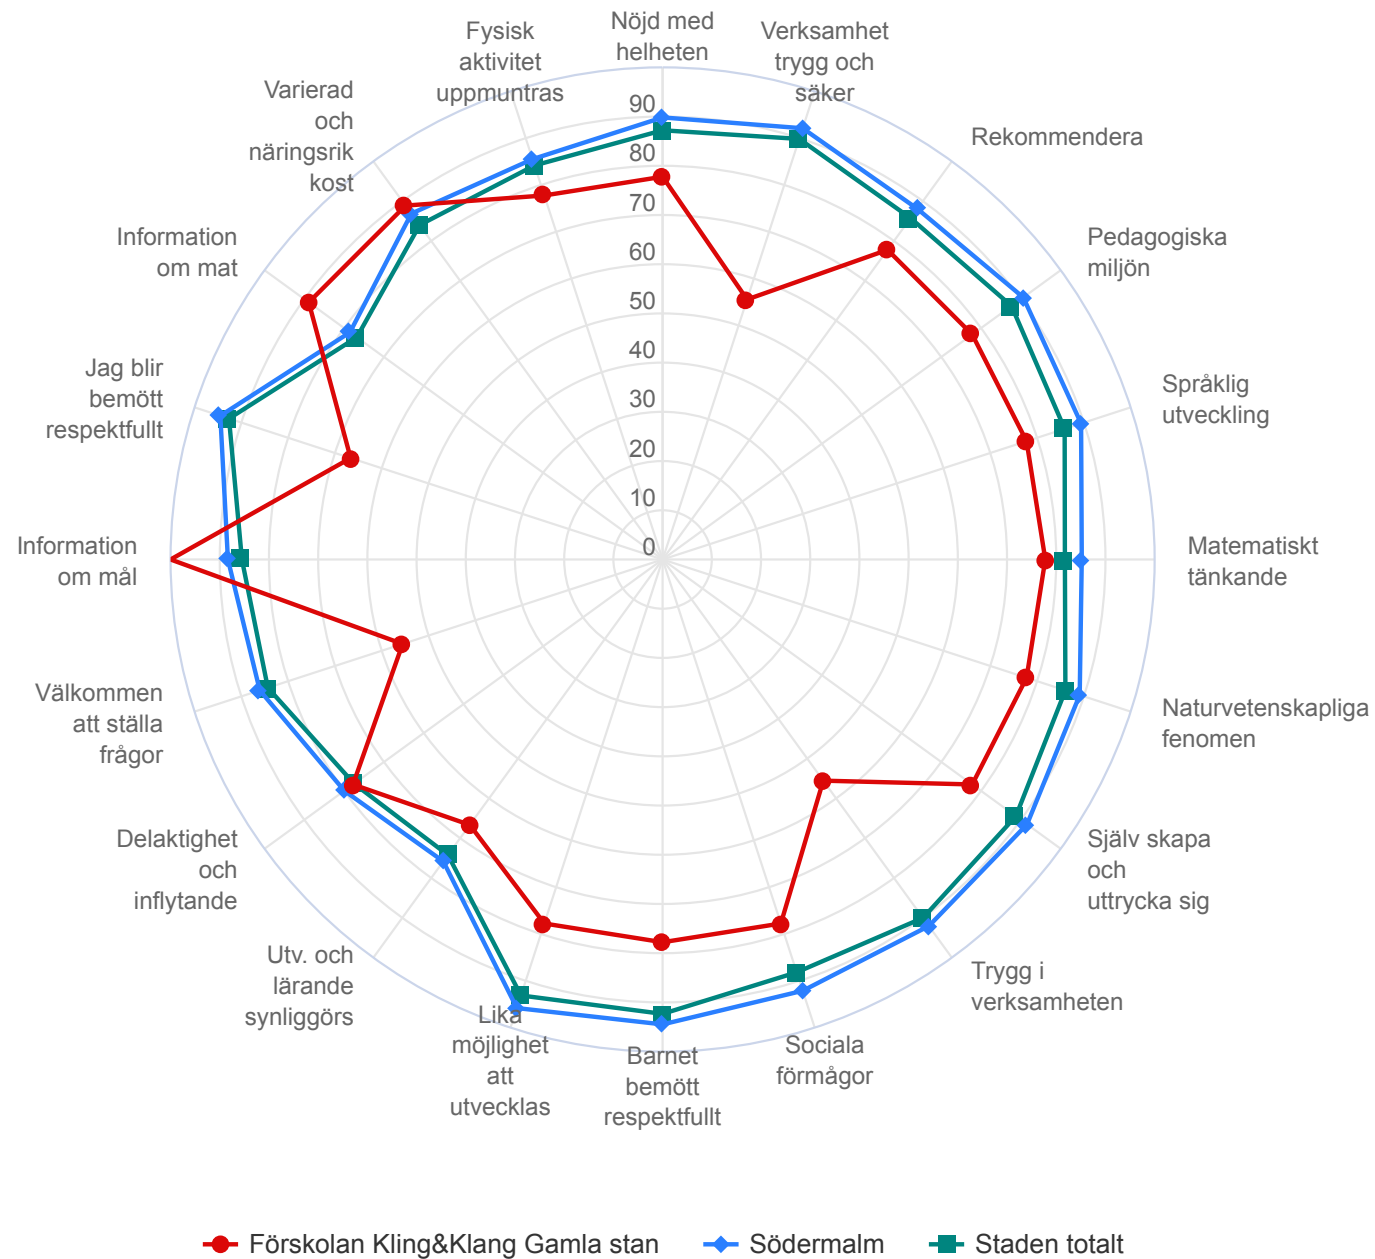 Nöjd med
helheten
Verksamhet
trygg och
säker
Rekommendera
Pedagogiska
miljön
Språklig
utveckling
Matematiskt
tänkande
Naturvetenskapliga
fenomen
Själv skapa
och
uttrycka sig
Trygg i
verksamheten
Sociala
förmågor
Barnet
bemött
respektfullt
Lika
möjlighet
att
utvecklas
Utv. och
lärande
synliggörs
Delaktighet
och
inflytande
Välkommen
att ställa
frågor
Information
om mål
Jag blir
bemött
respektfullt
Information
om mat
Varierad
och
näringsrik
kost
Fysisk
aktivitet
uppmuntras
90
80
70
60
50
40
30
20
10
0
Förskolan Kling&Klang Gamla stan
Södermalm
Staden totalt